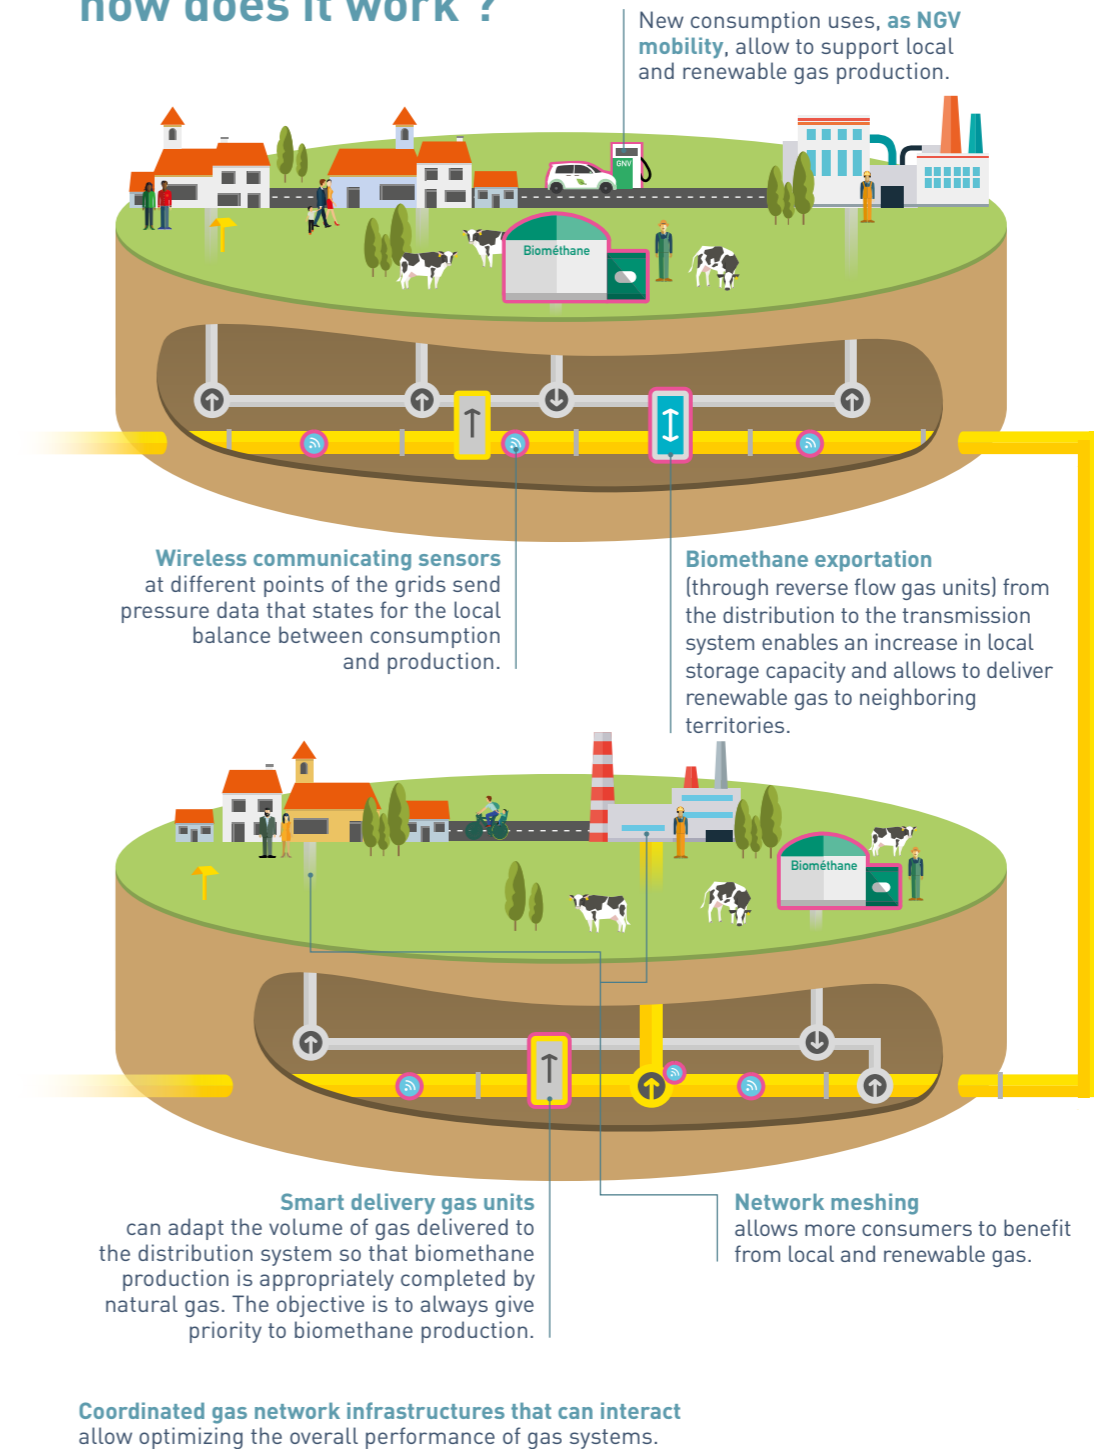 how does it work ?
New consumption uses, as NGV
mobility, allow to support local
and renewable gas production.
GNV
Biométhane
Wireless communicating sensors
at different points of the grids send
pressure data that states for the local
balance between consumption
and production.
Biomethane exportation
(through reverse flow gas units) from
the distribution to the transmission
system enables an increase in local
storage capacity and allows to deliver
renewable gas to neighboring
territories.
Biométhane
Smart delivery gas units
can adapt the volume of gas delivered to
the distribution system so that biomethane
production is appropriately completed by
natural gas. The objective is to always give
priority to biomethane production.
Network meshing
allows more consumers to benefit
from local and renewable gas.
Coordinated gas network infrastructures that can interact
allow optimizing the overall performance of gas systems.